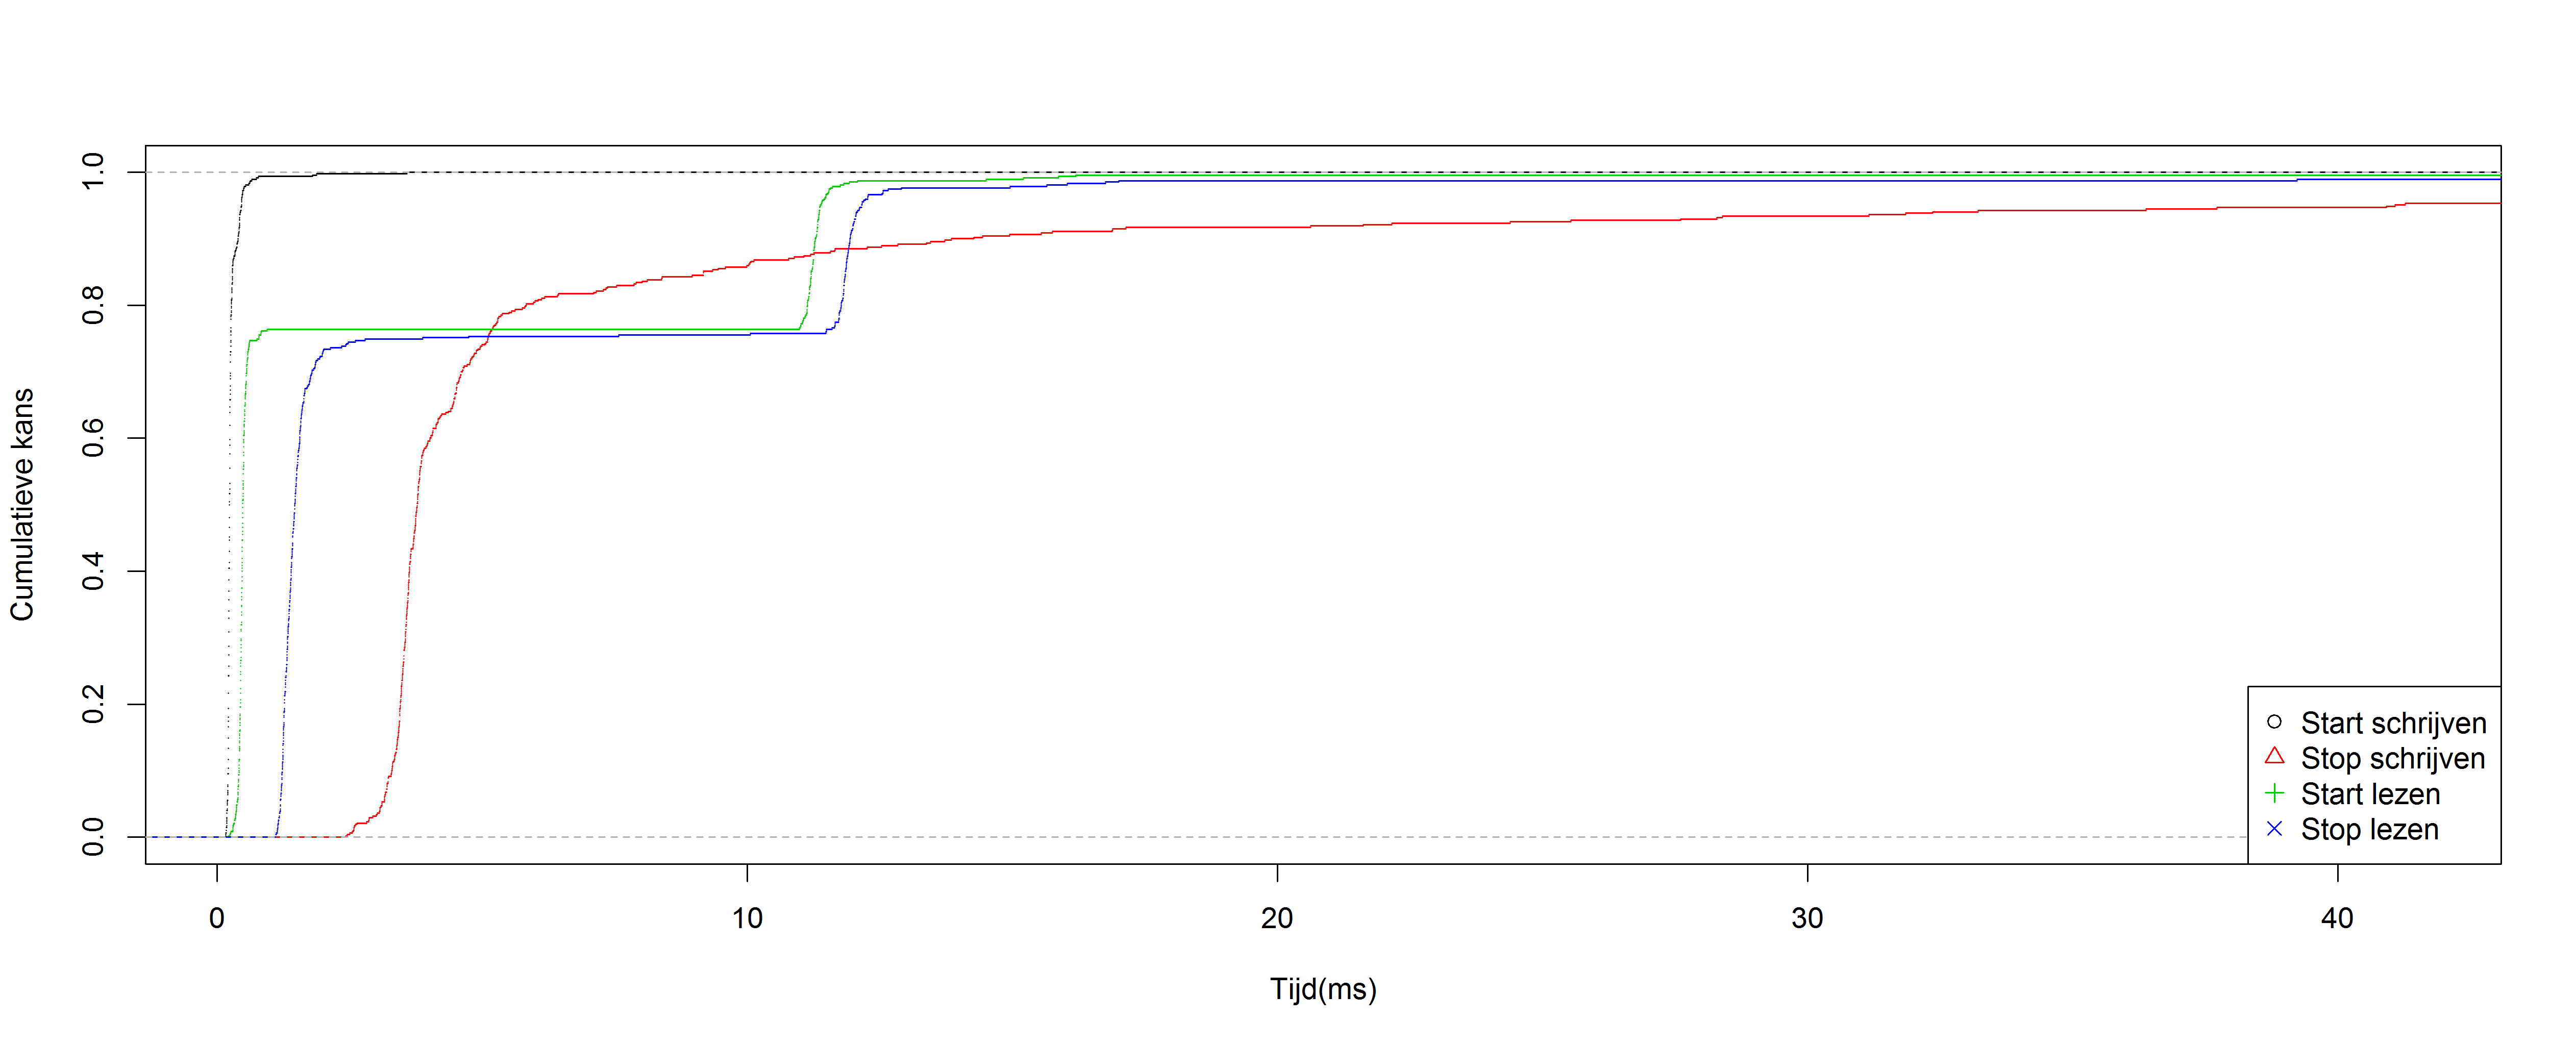 Cumulatieve kans
1.0
0.8
0.6
0.4
0.2
0.0
0 10 20 30 40
Tijd(ms)
Start schrijven
Stop schrijven
Start lezen
Stop lezen